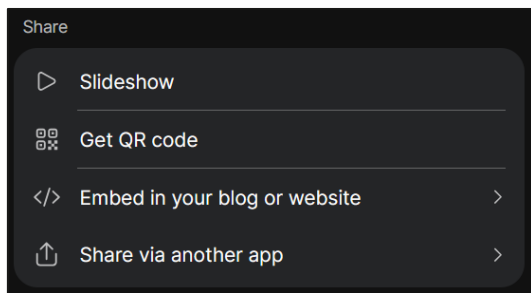 Share
Slideshow
Get QR code
Embed in your blog or website
Share via another app